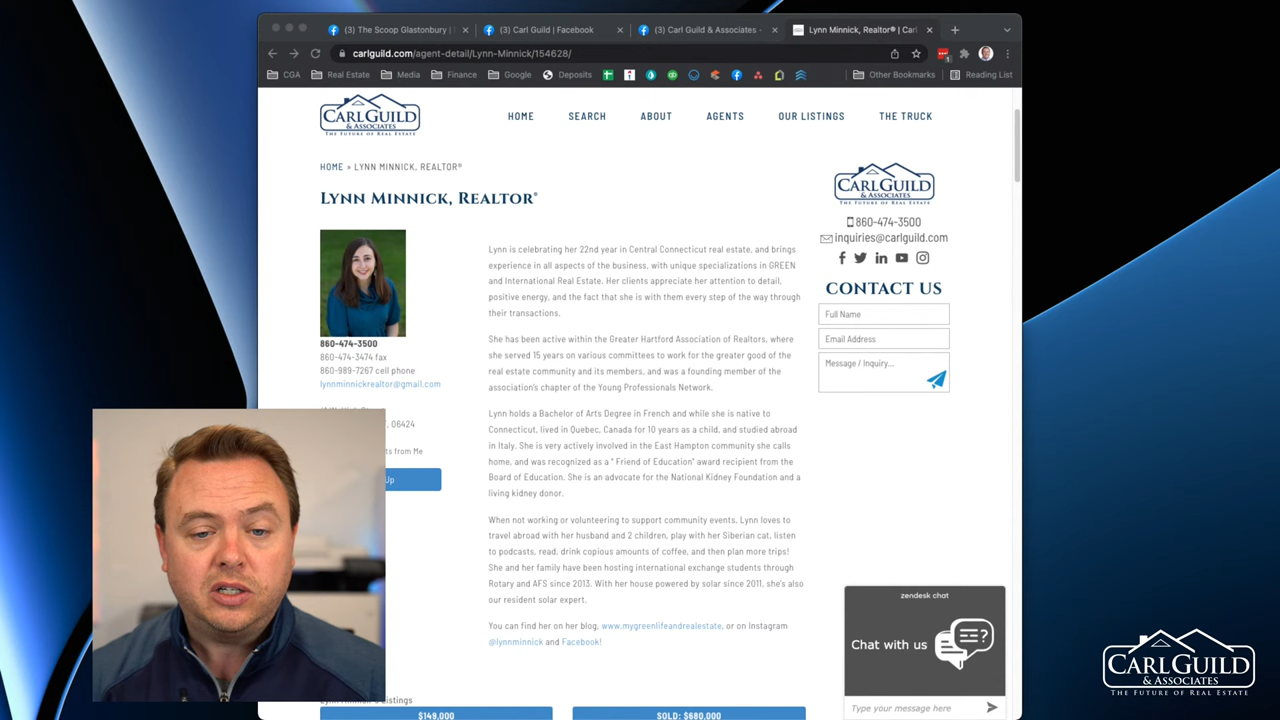 (3) The Scoop Glastonbury |
(3) Carl Guild | Facebook
(3) Carl Guild & Associates -
Lynn Minnick, Realtor® | Carl
carlguild.com/agent-detail/Lynn-Minnick/154628/
CGA
Real Estate
Media
Finance
Google
Deposits
Other Bookmarks
Reading List
CARL GUILD
& ASSOCIATES
THE FUTURE OF REAL ESTATE
HOME
SEARCH
ABOUT
AGENTS
OUR LISTINGS
THE TRUCK
HOME » LYNN MINNICK, REALTOR®
LYNN MINNICK, REALTOR®
860-474-3500
860-474-3474 fax
860-989-7267 cell phone
lynnminnickrealtor@gmail.com
, 06424
ts from Me
Up
Lynn is celebrating her 22nd year in Central Connecticut real estate, and brings
experience in all aspects of the business, with unique specializations in GREEN
and International Real Estate. Her clients appreciate her attention to detail,
positive energy, and the fact that she is with them every step of the way through
their transactions.
She has been active within the Greater Hartford Association of Realtors, where
she served 15 years on various committees to work for the greater good of the
real estate community and its members, and was a founding member of the
association's chapter of the Young Professionals Network.
Lynn holds a Bachelor of Arts Degree in French and while she is native to
Connecticut, lived in Quebec, Canada for 10 years as a child, and studied abroad
in Italy. She is very actively involved in the East Hampton community she calls
home, and was recognized as a " Friend of Education" award recipient from the
Board of Education. She is an advocate for the National Kidney Foundation and a
living kidney donor.
When not working or volunteering to support community events, Lynn loves to
travel abroad with her husband and 2 children, play with her Siberian cat, listen
to podcasts, read, drink copious amounts of coffee, and then plan more trips!
She and her family have been hosting international exchange students through
Rotary and AFS since 2013. With her house powered by solar since 2011, she's also
our resident solar expert.
You can find her on her blog, www.mygreenlifeandrealestate, or on Instagram
@lynnminnick and Facebook!
Listings
$149,000
SOLD: $680,000
CARL GUILD
& ASSOCIATES
THE FUTURE OF REAL ESTATE
860-474-3500
inquiries@carlguild.com
CONTACT US
Full Name
Email Address
Message / Inquiry...
zendesk chat
Chat with us
Type your message here
CARL GUILD
& ASSOCIATES
THE FUTURE OF REAL ESTATE